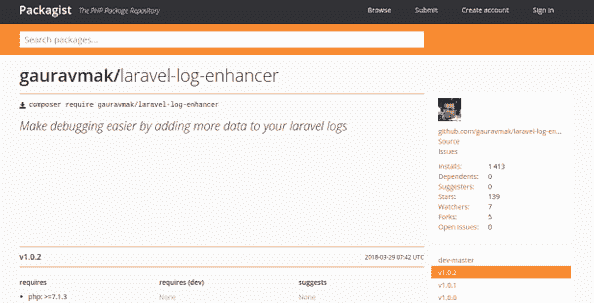 Packagist The PHP Package Repository Browse Submit Create account Sign in
Search packages...
gauravmak/laravel-log-enhancer
composer require gauravmak/laravel-log-enhancer
Make debugging easier by adding more data to your laravel logs
github.com/gauravmak/laravel-log-en...
Source
Issues
Installs: 1 413
Dependents: 0
Suggesters: 0
Stars: 139
Watchers: 7
Forks: 5
Open Issues: 0
v1.0.2 2018-03-29 07:42 UTC
requires requires (dev) suggests
• php: >=7.1.3 None None
dev-master
v1.0.2
v1.0.1
v1.0.0